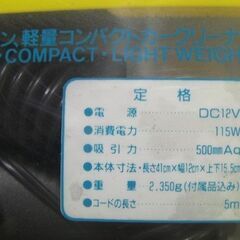 ン,軽量コンパクトカークリーナ
・COMPACT・LIGHT WEIGH
定格
●電源 DC12V
●消費電力 115W
●吸引力 500mmAq
●本体寸法・長さ41cm×幅12cm×上下15.5cm
●重量 2.350g(付属品込み)
●コードの長さ 5m